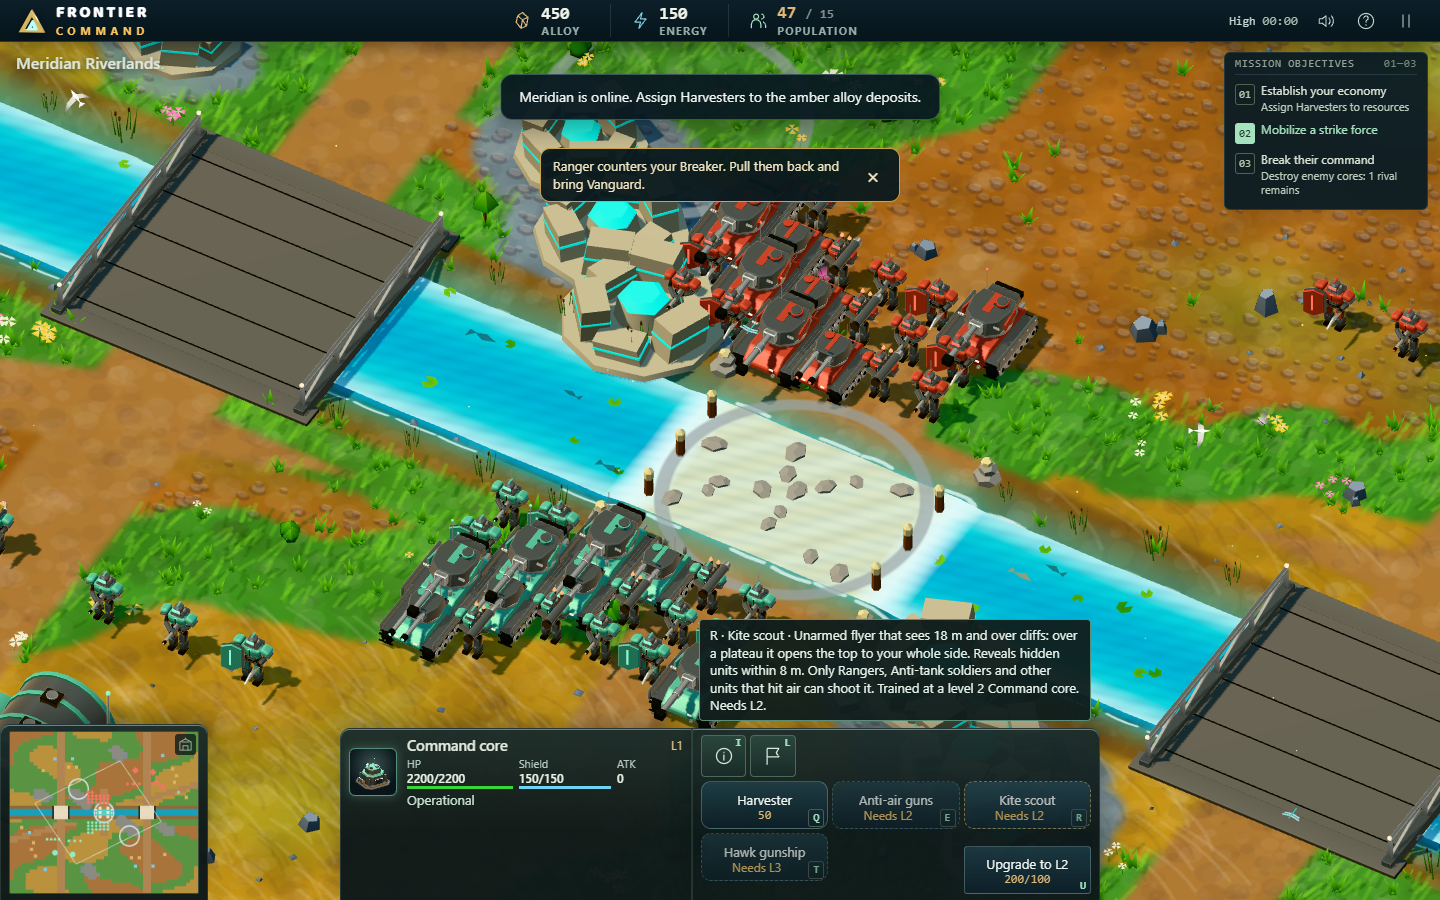 FRONTIER
COMMAND
450
ALLOY
150
ENERGY
47 / 15
POPULATION
High 00:00
Meridian Riverlands
Meridian is online. Assign Harvesters to the amber alloy deposits.
Ranger counters your Breaker. Pull them back and
bring Vanguard.
MISSION OBJECTIVES 01—03
01 Establish your economy
Assign Harvesters to resources
02 Mobilize a strike force
03 Break their command
Destroy enemy cores: 1 rival
remains
R · Kite scout · Unarmed flyer that sees 18 m and over cliffs: over
a plateau it opens the top to your whole side. Reveals hidden
units within 8 m. Only Rangers, Anti-tank soldiers and other
units that hit air can shoot it. Trained at a level 2 Command core.
Needs L2.
Command core L1
HP Shield ATK
2200/2200 150/150 0
Operational
I L
Harvester
50 Q
Anti-air guns
Needs L2 E
Kite scout
Needs L2 R
Hawk gunship
Needs L3 T
Upgrade to L2
200/100
U